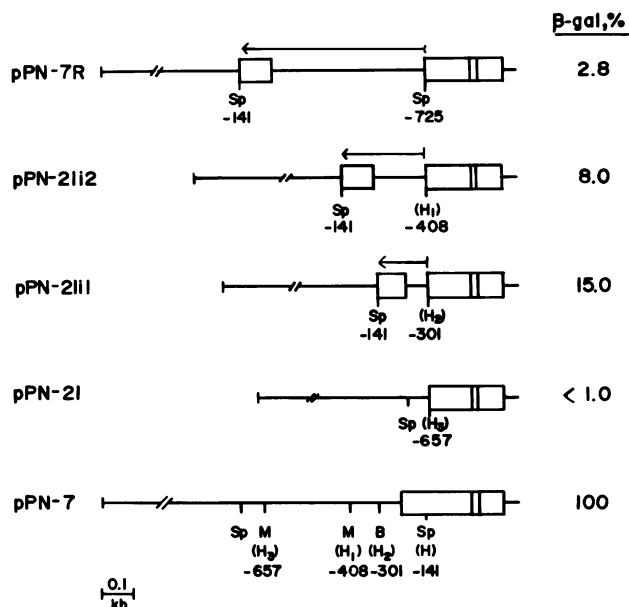 β-gal,%
pPN-7R
Sp
-141
Sp
-725
2.8
pPN-21i2
Sp
-141
(H₁)
-408
8.0
pPN-21i1
Sp
-141
(H₂)
-301
15.0
pPN-21
Sp (H₃)
-657
< 1.0
pPN-7
Sp M M B Sp
(H₃) (H₁) (H₂) (H)
-657 -408 -301 -141
100
0.1
kb